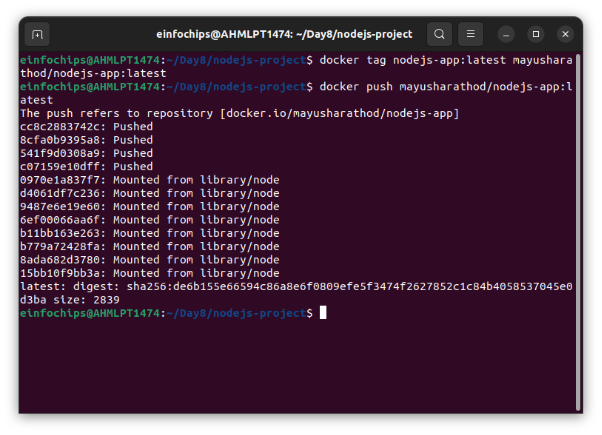 einfochips@AHMLPT1474: ~/Day8/nodejs-project
einfochips@AHMLPT1474:~/Day8/nodejs-project$ docker tag nodejs-app:latest mayushara
thod/nodejs-app:latest
einfochips@AHMLPT1474:~/Day8/nodejs-project$ docker push mayusharathod/nodejs-app:l
atest
The push refers to repository [docker.io/mayusharathod/nodejs-app]
cc8c2883742c: Pushed
8cfa0b9395a8: Pushed
541f9d0308a9: Pushed
c07159e10dff: Pushed
0970e1a837f7: Mounted from library/node
d4061df7c236: Mounted from library/node
9487e6e19e60: Mounted from library/node
6ef00066aa6f: Mounted from library/node
b11bb163e263: Mounted from library/node
b779a72428fa: Mounted from library/node
8ada682d3780: Mounted from library/node
15bb10f9bb3a: Mounted from library/node
latest: digest: sha256:de6b155e66594c86a8e6f0809efe5f3474f2627852c1c84b4058537045e0
d3ba size: 2839
einfochips@AHMLPT1474:~/Day8/nodejs-project$